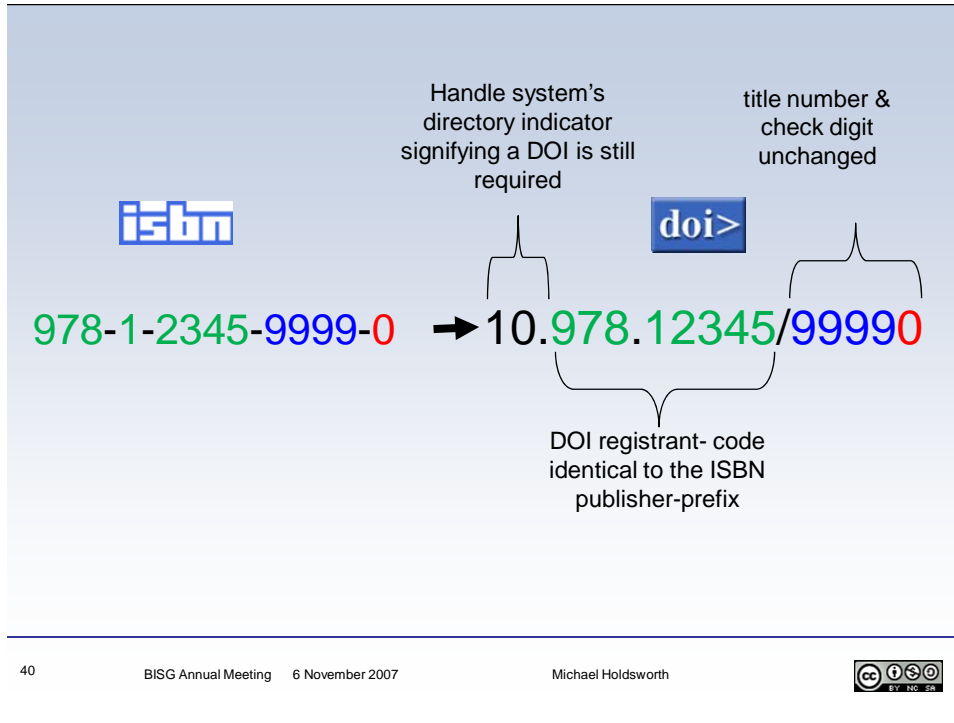 Handle system's
directory indicator
signifying a DOI is still
required
title number &
check digit
unchanged
isbn
doi>
978-1-2345-9999-0
10.978.12345/99990
DOI registrant- code
identical to the ISBN
publisher-prefix
40
BISG Annual Meeting
6 November 2007
Michael Holdsworth
cc
BY NC SA